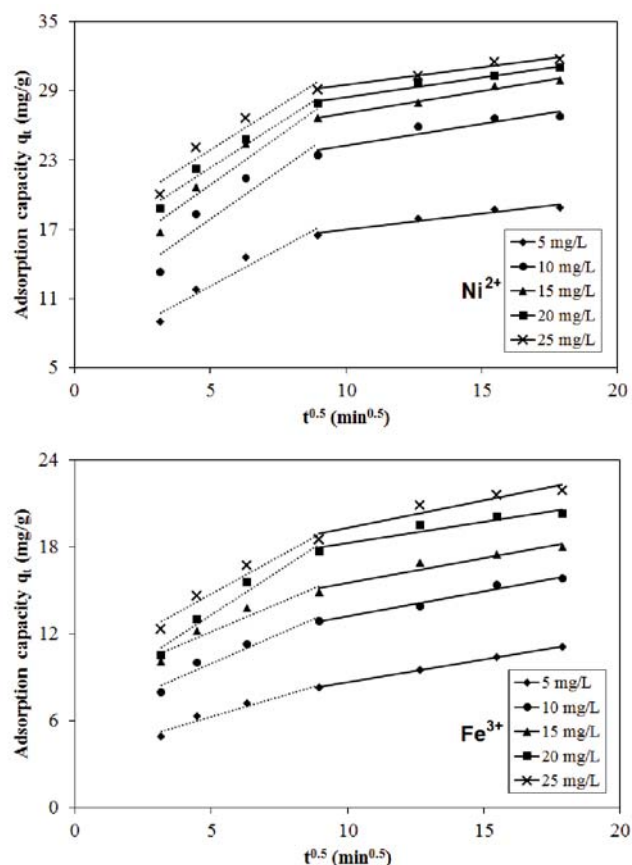 Adsorption capacity qt (mg/g)
35
29
23
17
11
5
Ni2+
5 mg/L
10 mg/L
15 mg/L
20 mg/L
25 mg/L
0 5 10 15 20
t0.5 (min0.5)
Adsorption capacity qt (mg/g)
24
18
12
6
0
Fe3+
5 mg/L
10 mg/L
15 mg/L
20 mg/L
25 mg/L
0 5 10 15 20
t0.5 (min0.5)